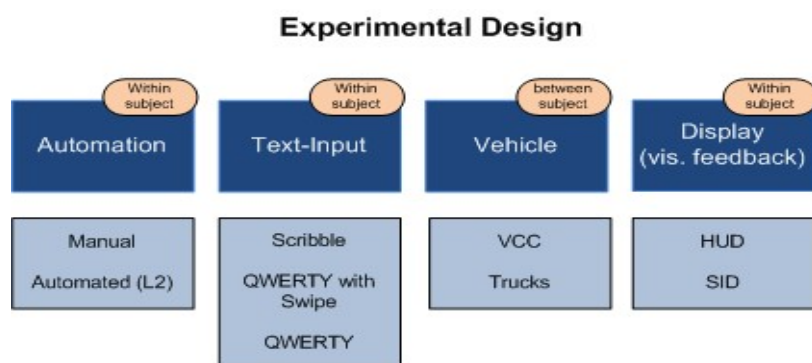 Experimental Design
Within
subject
Automation
Manual
Automated (L2)
Within
subject
Text-Input
Scribble
QWERTY with
Swipe
QWERTY
between
subject
Vehicle
VCC
Trucks
Within
subject
Display
(vis. feedback)
HUD
SID